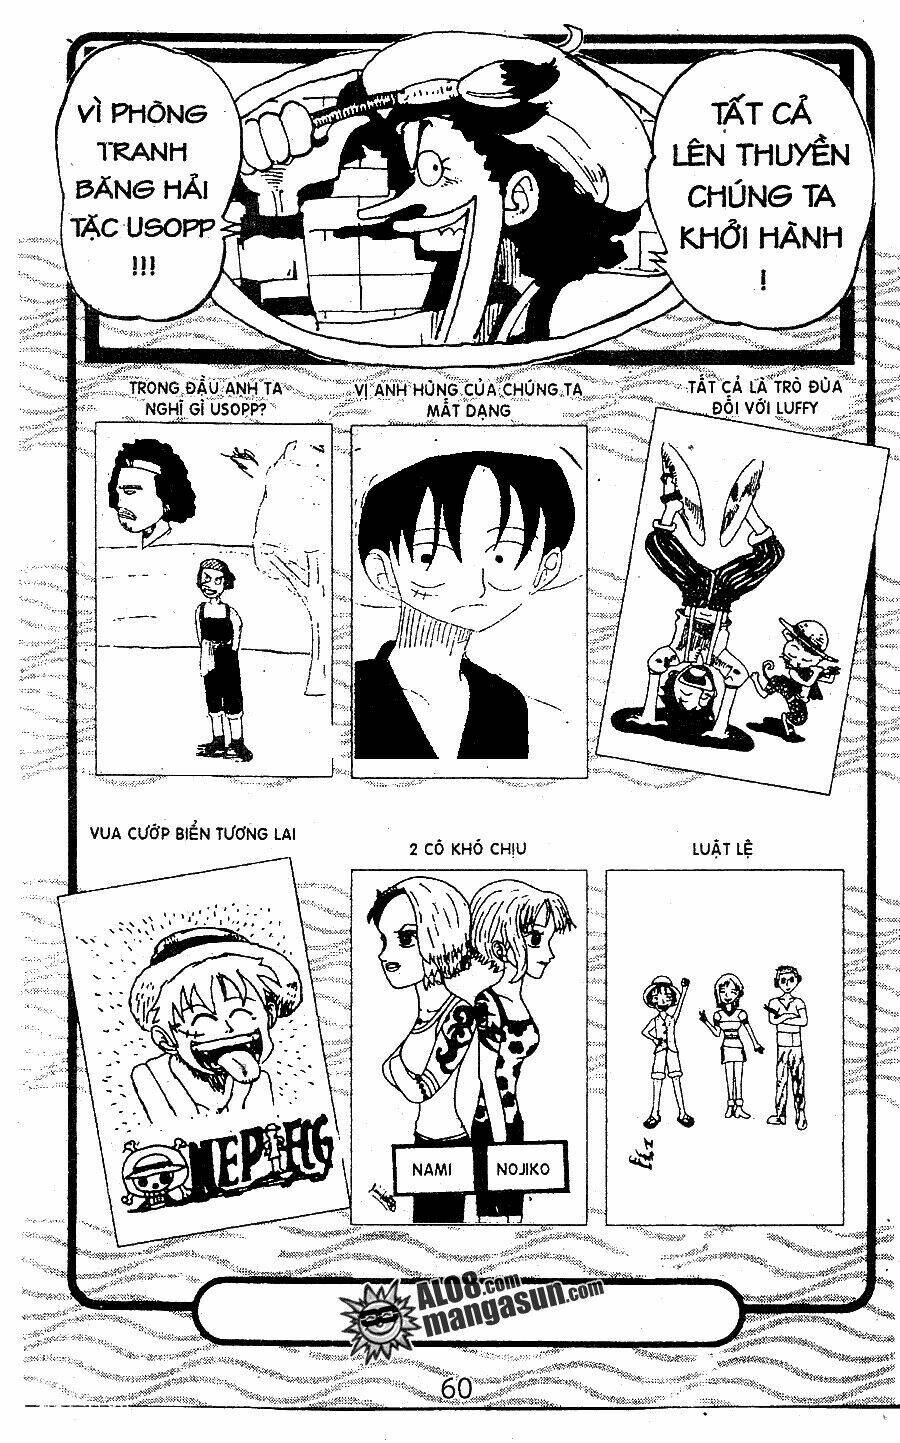 VÌ PHÒNG
TRANH
BĂNG HẢI
TẶC USOPP
!!!
TẤT CẢ
LÊN THUYỀN
CHÚNG TA
KHỞI HÀNH
!
TRONG ĐẦU ANH TA
NGHĨ GÌ USOPP?
VỊ ANH HÙNG CỦA CHÚNG TA
MẤT DẠNG
TẤT CẢ LÀ TRÒ ĐÙA
ĐỐI VỚI LUFFY
VUA CƯỚP BIỂN TƯƠNG LAI
2 CÔ KHÓ CHỊU
LUẬT LỆ
NAMI
NOJIKO
ALO8.com
mangasun.com
60